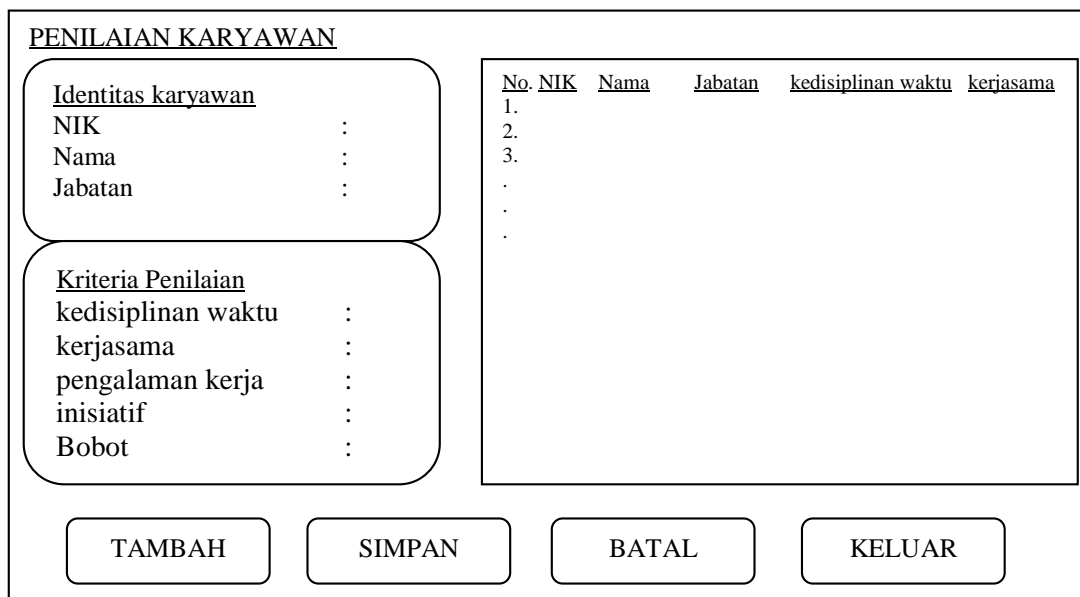 PENILAIAN KARYAWAN
Identitas karyawan
NIK :
Nama :
Jabatan :
Kriteria Penilaian
kedisiplinan waktu :
kerjasama :
pengalaman kerja :
inisiatif :
Bobot :
No. NIK Nama Jabatan kedisiplinan waktu kerjasama
1.
2.
3.
.
.
.
TAMBAH SIMPAN BATAL KELUAR